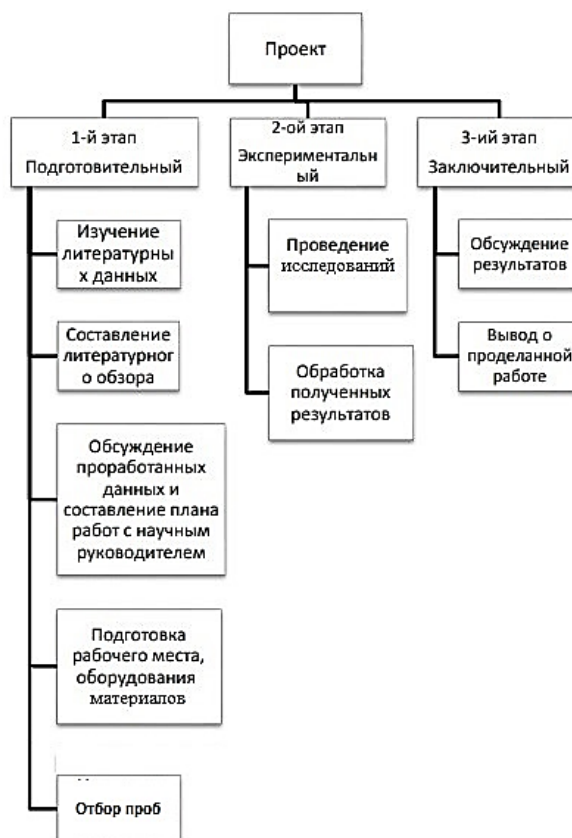 Проект
1-й этап
Подготовительный
2-ой этап
Экспериментальн
ый
3-ий этап
Заключительный
Изучение
литературны
х данных
Составление
литературног
о обзора
Обсуждение
проработанных
данных и
составление плана
работ с научным
руководителем
Подготовка
рабочего места,
оборудования
материалов
Отбор проб
Проведение
исследований
Обработка
полученных
результатов
Обсуждение
результатов
Вывод о
проделанной
работе